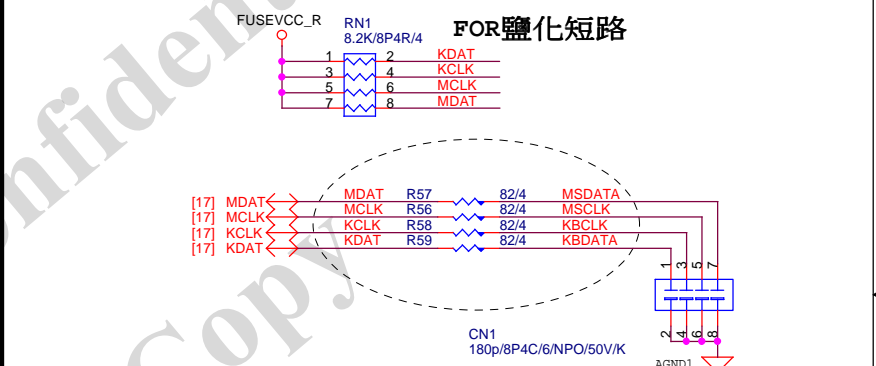 FUSEVCC_R
RN1
8.2K/8P4R/4
FOR鹽化短路
1 2 KDAT
3 4 KCLK
5 6 MCLK
7 8 MDAT
[17] MDAT MDAT R57 82/4 MSDATA
[17] MCLK MCLK R56 82/4 MSCLK
[17] KCLK KCLK R58 82/4 KBCLK
[17] KDAT KDAT R59 82/4 KBDATA
1 3 5 7
2 4 6 8
CN1
180p/8P4C/6/NPO/50V/K
AGND1
onfident
Copy